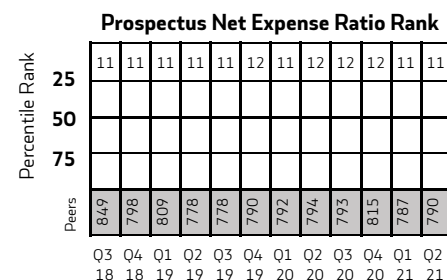 Prospectus Net Expense Ratio Rank
Percentile Rank
11 11 11 11 11 12 11 12 12 12 11 11
25
50
75
Peers
849 798 809 778 778 790 792 794 793 815 787 790
Q3 Q4 Q1 Q2 Q3 Q4 Q1 Q2 Q3 Q4 Q1 Q2
18 18 19 19 19 19 20 20 20 20 21 21